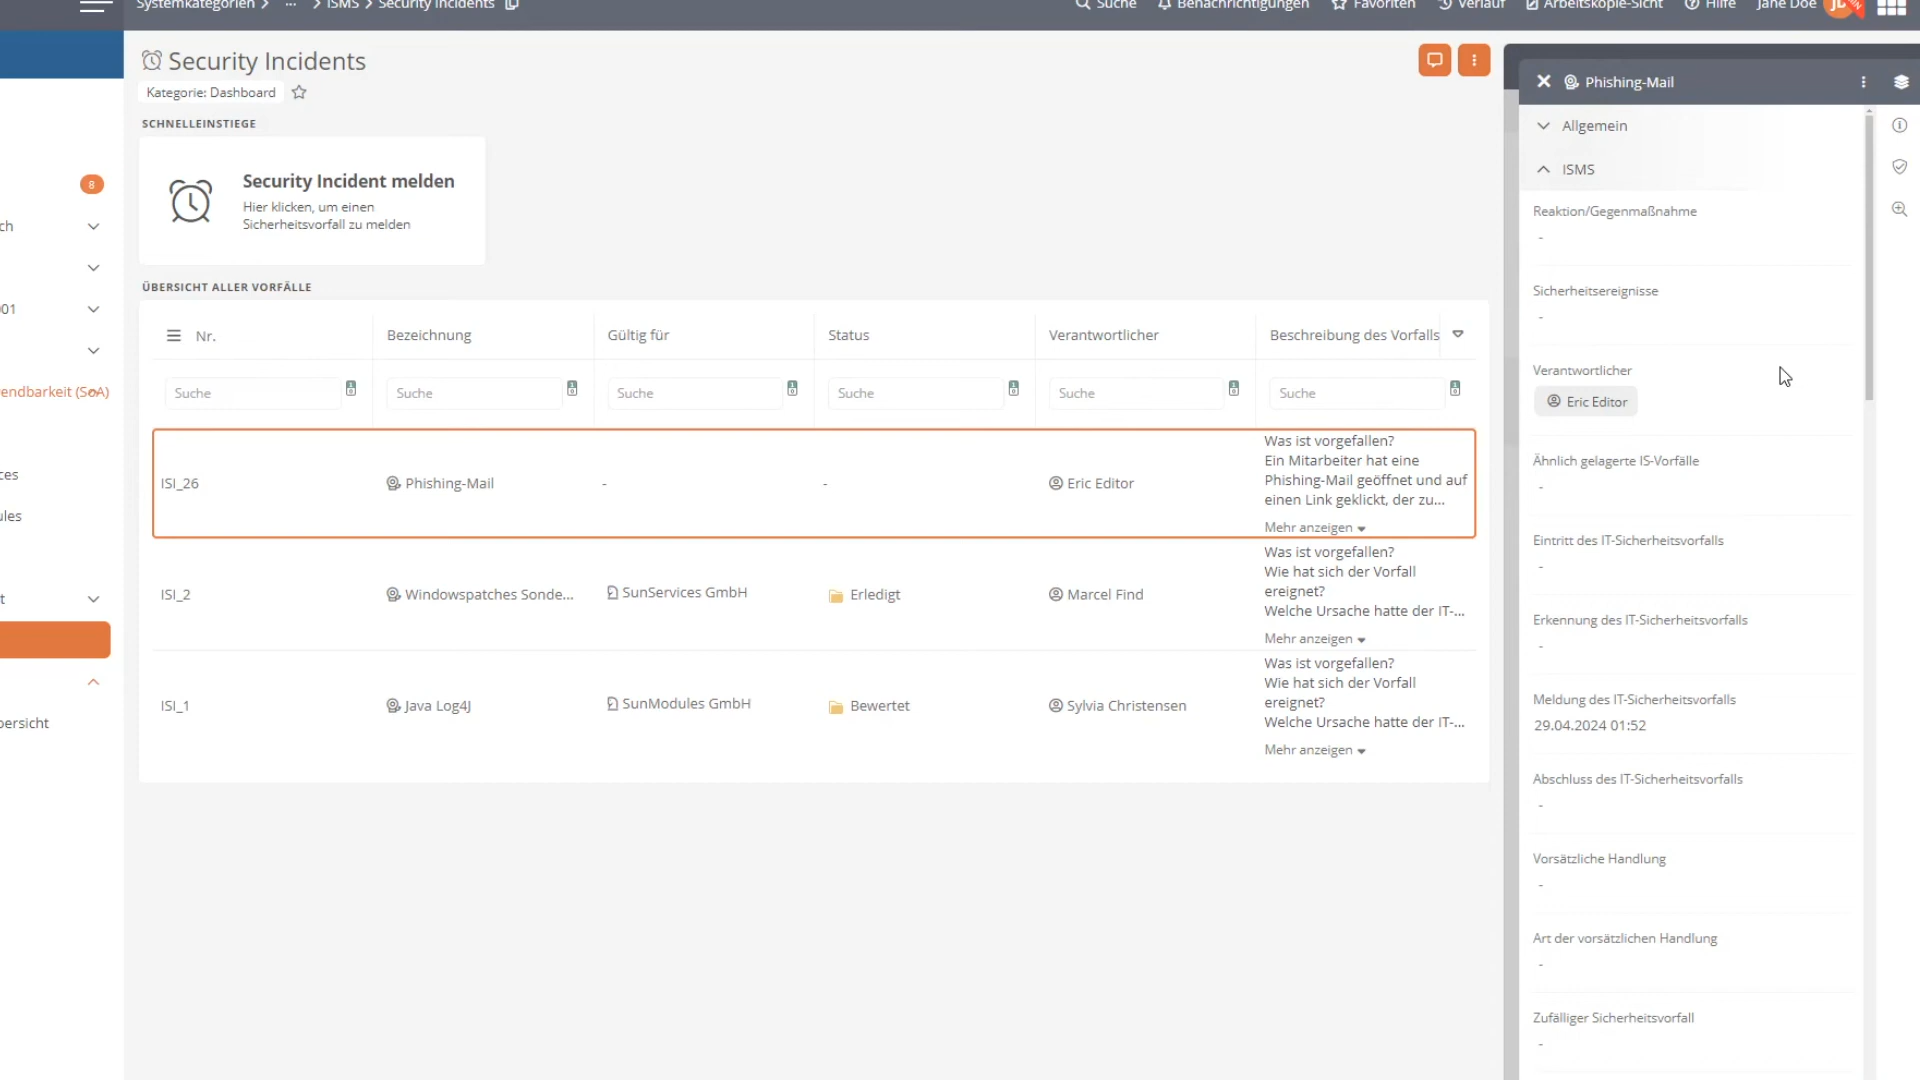 Systemkategorien > ... > ISMS > Security Incidents
Suche
Benachrichtigungen
Favoriten
Verlauf
Arbeitskopie-Sicht
Hilfe
Jane Doe
JD
8
ch
001
endbarkeit (SoA)
ces
ules
t
bersicht
Security Incidents
Kategorie: Dashboard
SCHNELLEINSTIEGE
Security Incident melden
Hier klicken, um einen
Sicherheitsvorfall zu melden
ÜBERSICHT ALLER VORFÄLLE
Nr. Bezeichnung Gültig für Status Verantwortlicher Beschreibung des Vorfalls
Suche Suche Suche Suche Suche Suche
ISI_26 Phishing-Mail - - Eric Editor
Was ist vorgefallen?
Ein Mitarbeiter hat eine
Phishing-Mail geöffnet und auf
einen Link geklickt, der zu...
Mehr anzeigen
ISI_2 Windowspatches Sonde... SunServices GmbH Erledigt Marcel Find
Was ist vorgefallen?
Wie hat sich der Vorfall
ereignet?
Welche Ursache hatte der IT-...
Mehr anzeigen
ISI_1 Java Log4J SunModules GmbH Bewertet Sylvia Christensen
Was ist vorgefallen?
Wie hat sich der Vorfall
ereignet?
Welche Ursache hatte der IT-...
Mehr anzeigen
Phishing-Mail
Allgemein
ISMS
Reaktion/Gegenmaßnahme
-
Sicherheitsereignisse
-
Verantwortlicher
Eric Editor
Ähnlich gelagerte IS-Vorfälle
-
Eintritt des IT-Sicherheitsvorfalls
-
Erkennung des IT-Sicherheitsvorfalls
-
Meldung des IT-Sicherheitsvorfalls
29.04.2024 01:52
Abschluss des IT-Sicherheitsvorfalls
-
Vorsätzliche Handlung
-
Art der vorsätzlichen Handlung
-
Zufälliger Sicherheitsvorfall
-